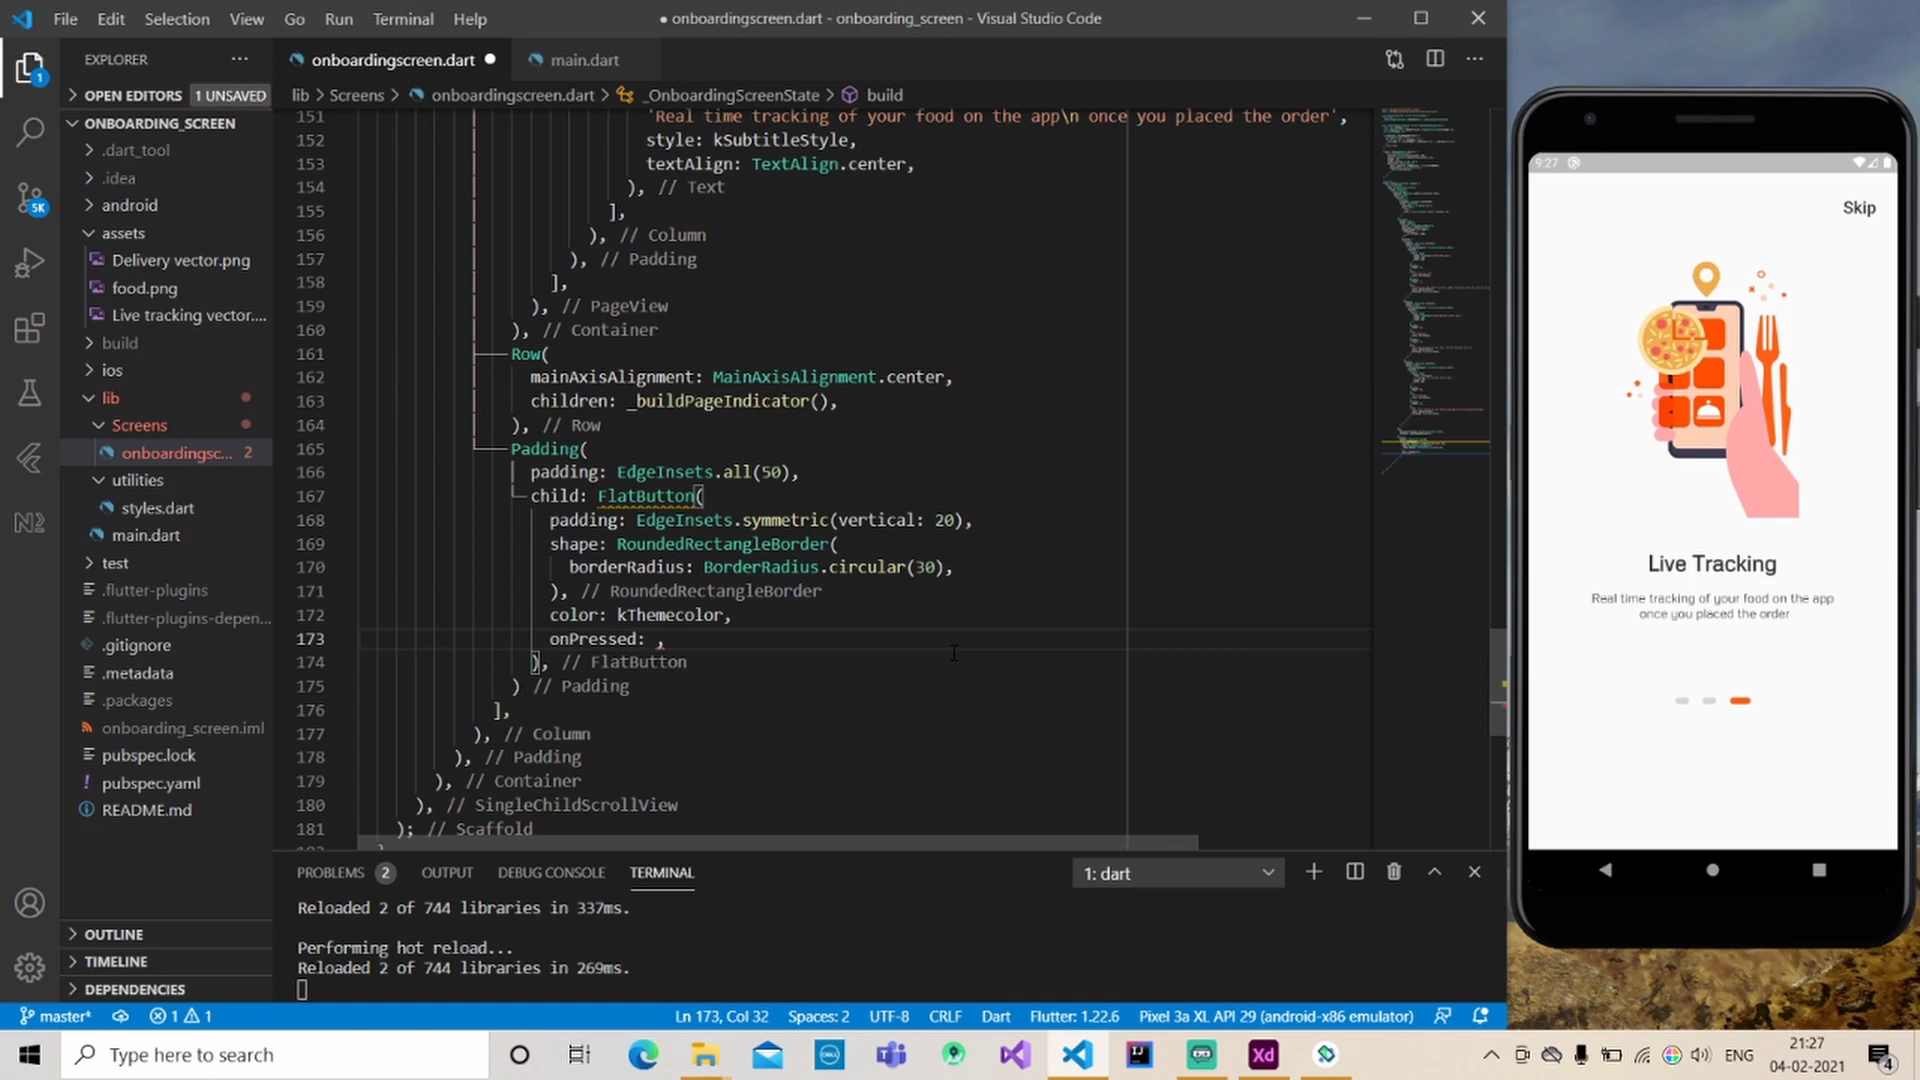 File Edit Selection View Go Run Terminal Help
● onboardingscreen.dart - onboarding_screen - Visual Studio Code
EXPLORER
onboardingscreen.dart
main.dart
OPEN EDITORS 1 UNSAVED
lib > Screens > onboardingscreen.dart > _OnboardingScreenState > build
ONBOARDING_SCREEN
.dart_tool
.idea
android
assets
Delivery vector.png
food.png
Live tracking vector....
build
ios
lib
Screens
onboardingsc... 2
utilities
styles.dart
main.dart
test
.flutter-plugins
.flutter-plugins-depen...
.gitignore
.metadata
.packages
onboarding_screen.iml
pubspec.lock
pubspec.yaml
README.md
OUTLINE
TIMELINE
DEPENDENCIES
1
5K
151 'Real time tracking of your food on the app\n once you placed the order',
152 style: kSubtitleStyle,
153 textAlign: TextAlign.center,
154 ), // Text
155 ],
156 ), // Column
157 ), // Padding
158 ],
159 ), // PageView
160 ), // Container
161 Row(
162 mainAxisAlignment: MainAxisAlignment.center,
163 children: _buildPageIndicator(),
164 ), // Row
165 Padding(
166 padding: EdgeInsets.all(50),
167 child: FlatButton(
168 padding: EdgeInsets.symmetric(vertical: 20),
169 shape: RoundedRectangleBorder(
170 borderRadius: BorderRadius.circular(30),
171 ), // RoundedRectangleBorder
172 color: kThemecolor,
173 onPressed: ,
174 ), // FlatButton
175 ) // Padding
176 ],
177 ), // Column
178 ), // Padding
179 ), // Container
180 ), // SingleChildScrollView
181 ); // Scaffold
PROBLEMS 2 OUTPUT DEBUG CONSOLE TERMINAL
1: dart
Reloaded 2 of 744 libraries in 337ms.
Performing hot reload...
Reloaded 2 of 744 libraries in 269ms.
master* 1 1
Ln 173, Col 32 Spaces: 2 UTF-8 CRLF Dart Flutter: 1.22.6 Pixel 3a XL API 29 (android-x86 emulator)
9:27
Skip
Live Tracking
Real time tracking of your food on the app
once you placed the order
Type here to search
DELL
Xd
ENG
21:27
04-02-2021
4